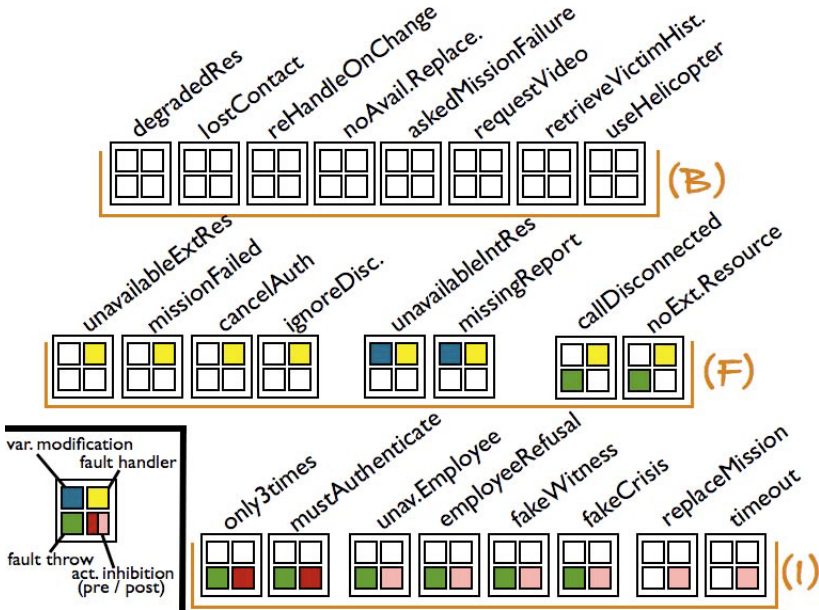 degradedRes
lostContact
reHandleOnChange
noAvail.Replace.
askedMissionFailure
requestVideo
retrieveVictimHist.
useHelicopter
(B)
unavailableExtRes
missionFailed
cancelAuth
ignoreDisc.
unavailableIntRes
missingReport
callDisconnected
noExt.Resource
(F)
var. modification
fault handler
fault throw
act. inhibition
(pre / post)
only3times
mustAuthenticate
unav.Employee
employeeRefusal
fakeWitness
fakeCrisis
replaceMission
timeout
(I)